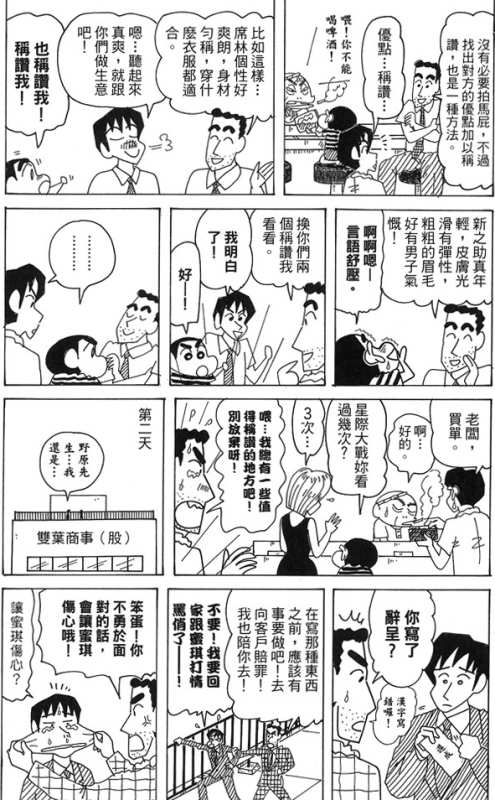 沒有必要拍馬屁，不過
找出對方的優點加以稱
讚，也是一種方法。
優點…稱讚…
喂！你不能
喝啤酒！
比如這樣…
席林個性好
爽朗，身材
勻稱，穿什
麼衣服都適
合。
嗯…聽起來
真爽，就跟
你們做生意
吧！
也稱讚我！
稱讚我！
新之助真年
輕，皮膚光
滑有彈性，
粗粗的眉毛
好有男子氣
慨！
啊啊嗯—
言語舒壓。
換你們兩
個稱讚我
看看。
我明白
了！
好！！
…………
老闆，
買單。
啊…
好的。
星際大戰妳看
過幾次？
3次…
喂…我總有一些值
得稱讚的地方吧！
別放棄呀！
第二天
野原先
生…我
還是…
雙葉商事（股）
你寫了
辭呈？
漢字寫
錯囉！
在寫那種東西
之前，應該有
事要做吧！去
向客戶賠罪！
我也陪你去！
不要！我要回
家跟蜜琪打情
罵俏了——！
笨蛋！你
不勇於面
對的話，
會讓蜜琪
傷心哦！
讓蜜琪傷心？